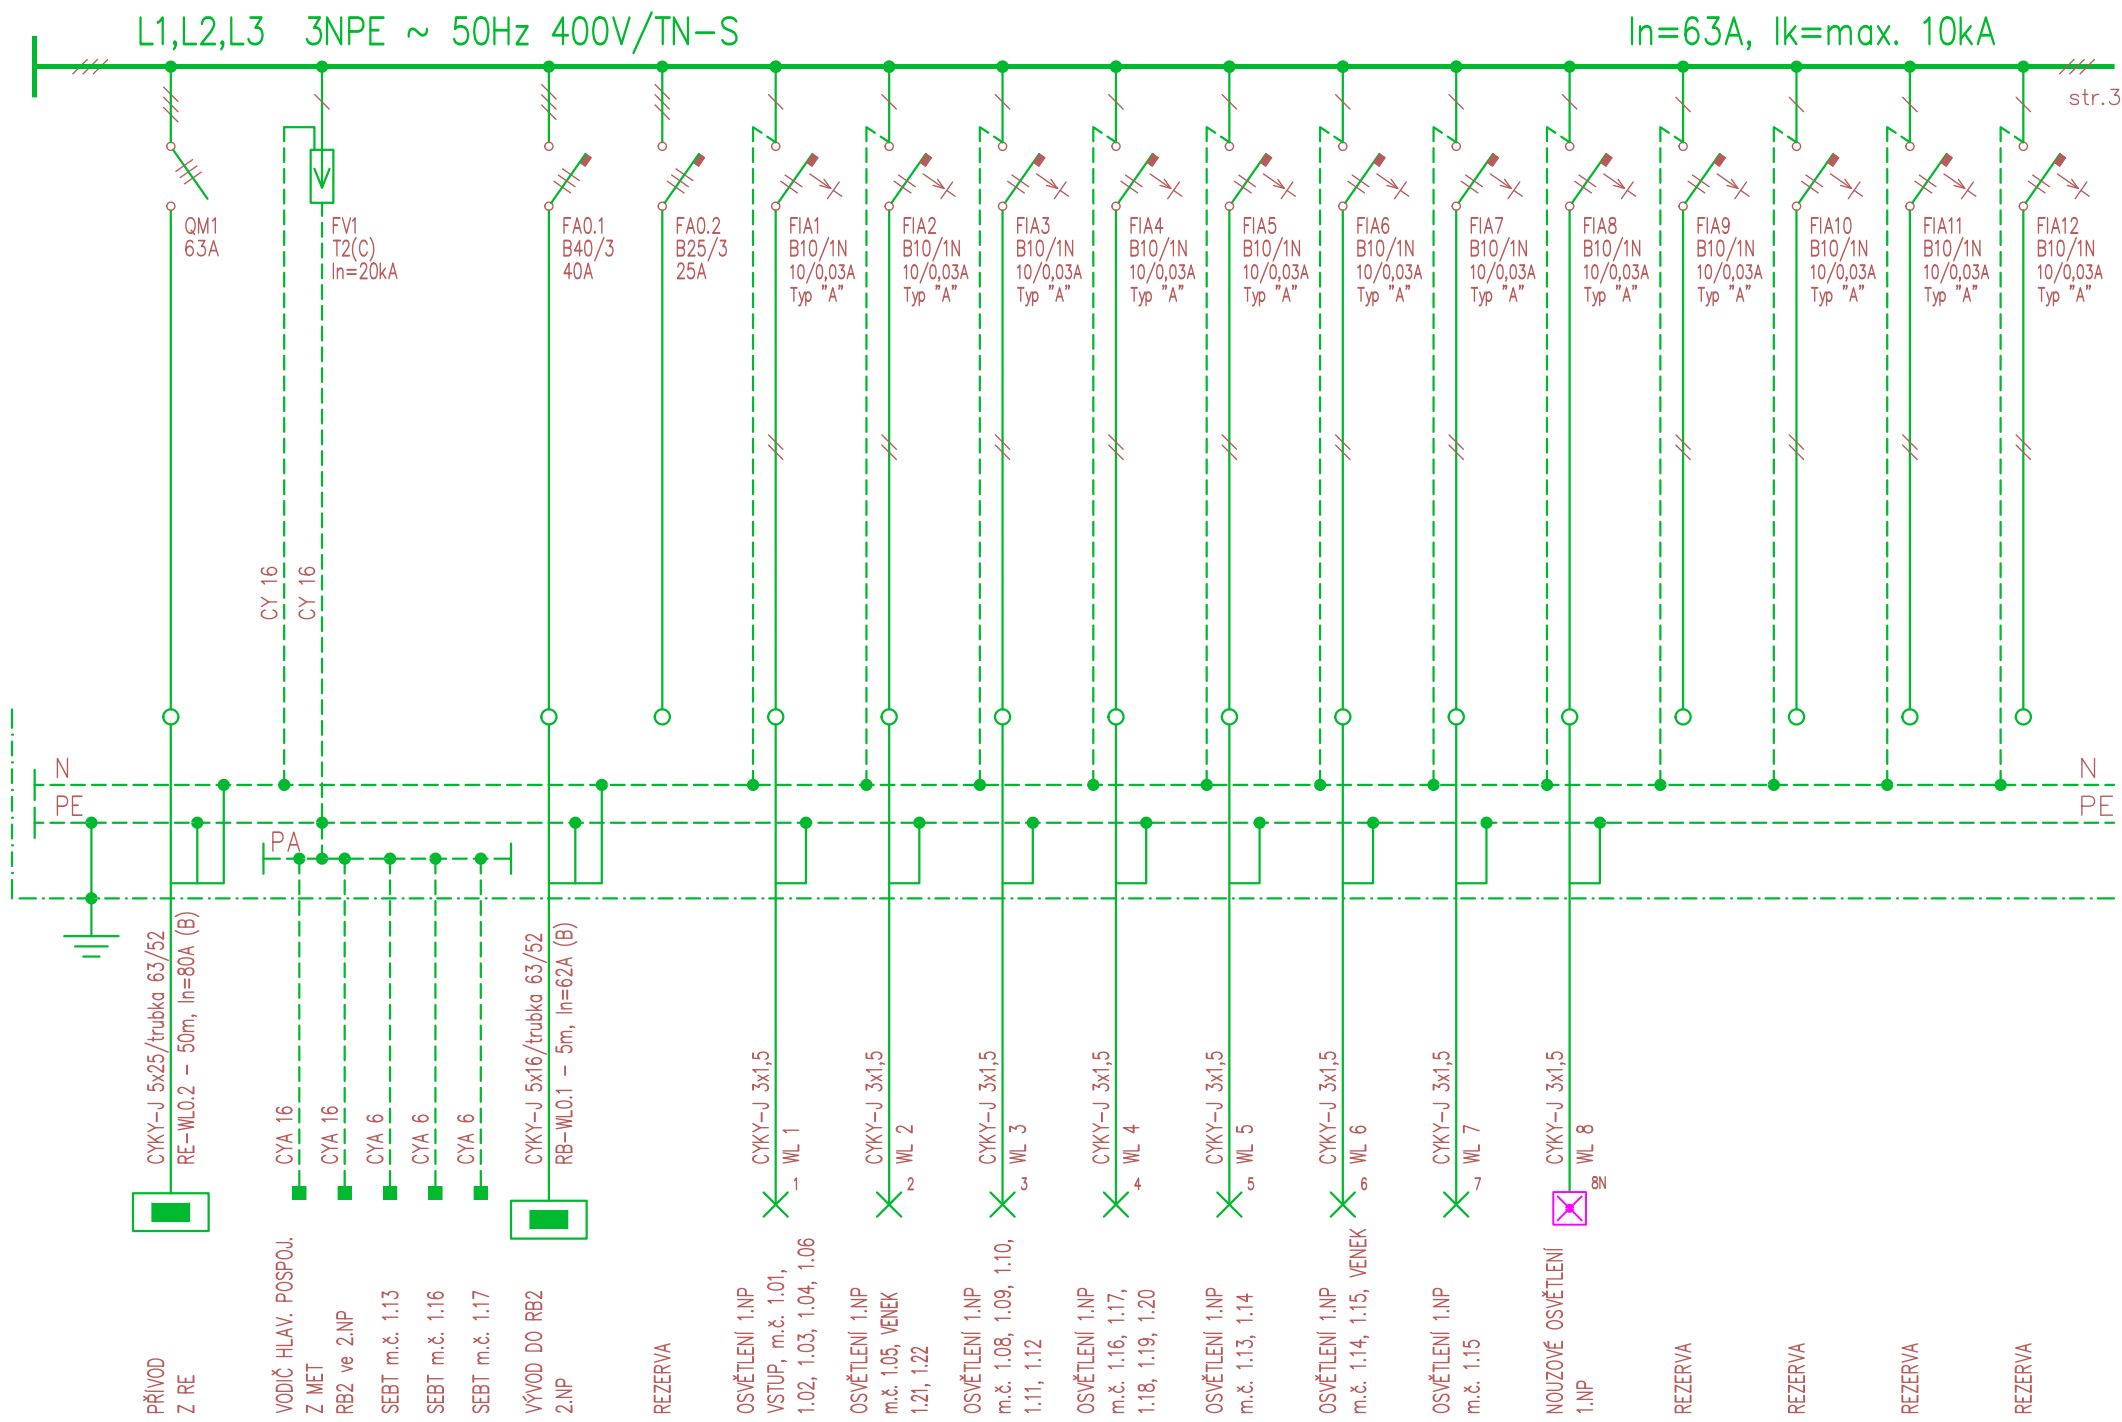 L1,L2,L3 3NPE ~ 50Hz 400V/TN-S
In=63A, Ik=max. 10kA
str.3
QM1
63A
FV1
T2(C)
In=20kA
FA0.1
B40/3
40A
FA0.2
B25/3
25A
FIA1
B10/1N
10/0,03A
Typ "A"
FIA2
B10/1N
10/0,03A
Typ "A"
FIA3
B10/1N
10/0,03A
Typ "A"
FIA4
B10/1N
10/0,03A
Typ "A"
FIA5
B10/1N
10/0,03A
Typ "A"
FIA6
B10/1N
10/0,03A
Typ "A"
FIA7
B10/1N
10/0,03A
Typ "A"
FIA8
B10/1N
10/0,03A
Typ "A"
FIA9
B10/1N
10/0,03A
Typ "A"
FIA10
B10/1N
10/0,03A
Typ "A"
FIA11
B10/1N
10/0,03A
Typ "A"
FIA12
B10/1N
10/0,03A
Typ "A"
CY 16
CY 16
N
N
PE
PE
PA
CYKY-J 5x25/trubka 63/52
RE-WL0.2 - 50m, In=80A (B)
CYA 16
CYA 16
CYA 6
CYA 6
CYA 6
CYKY-J 5x16/trubka 63/52
RB-WL0.1 - 5m, In=62A (B)
CYKY-J 3x1,5
WL 1
1
CYKY-J 3x1,5
WL 2
2
CYKY-J 3x1,5
WL 3
3
CYKY-J 3x1,5
WL 4
4
CYKY-J 3x1,5
WL 5
5
CYKY-J 3x1,5
WL 6
6
CYKY-J 3x1,5
WL 7
7
CYKY-J 3x1,5
WL 8
8N
PŘÍVOD
Z RE
VODIČ HLAV. POSPOJ.
Z MET
RB2 ve 2.NP
SEBT m.č. 1.13
SEBT m.č. 1.16
SEBT m.č. 1.17
VÝVOD DO RB2
2.NP
REZERVA
OSVĚTLENÍ 1.NP
VSTUP, m.č. 1.01,
1.02, 1.03, 1.04, 1.06
OSVĚTLENÍ 1.NP
m.č. 1.05, VENEK
1.21, 1.22
OSVĚTLENÍ 1.NP
m.č. 1.08, 1.09, 1.10,
1.11, 1.12
OSVĚTLENÍ 1.NP
m.č. 1.16, 1.17,
1.18, 1.19, 1.20
OSVĚTLENÍ 1.NP
m.č. 1.13, 1.14
OSVĚTLENÍ 1.NP
m.č. 1.14, 1.15, VENEK
OSVĚTLENÍ 1.NP
m.č. 1.15
NOUZOVÉ OSVĚTLENÍ
1.NP
REZERVA
REZERVA
REZERVA
REZERVA